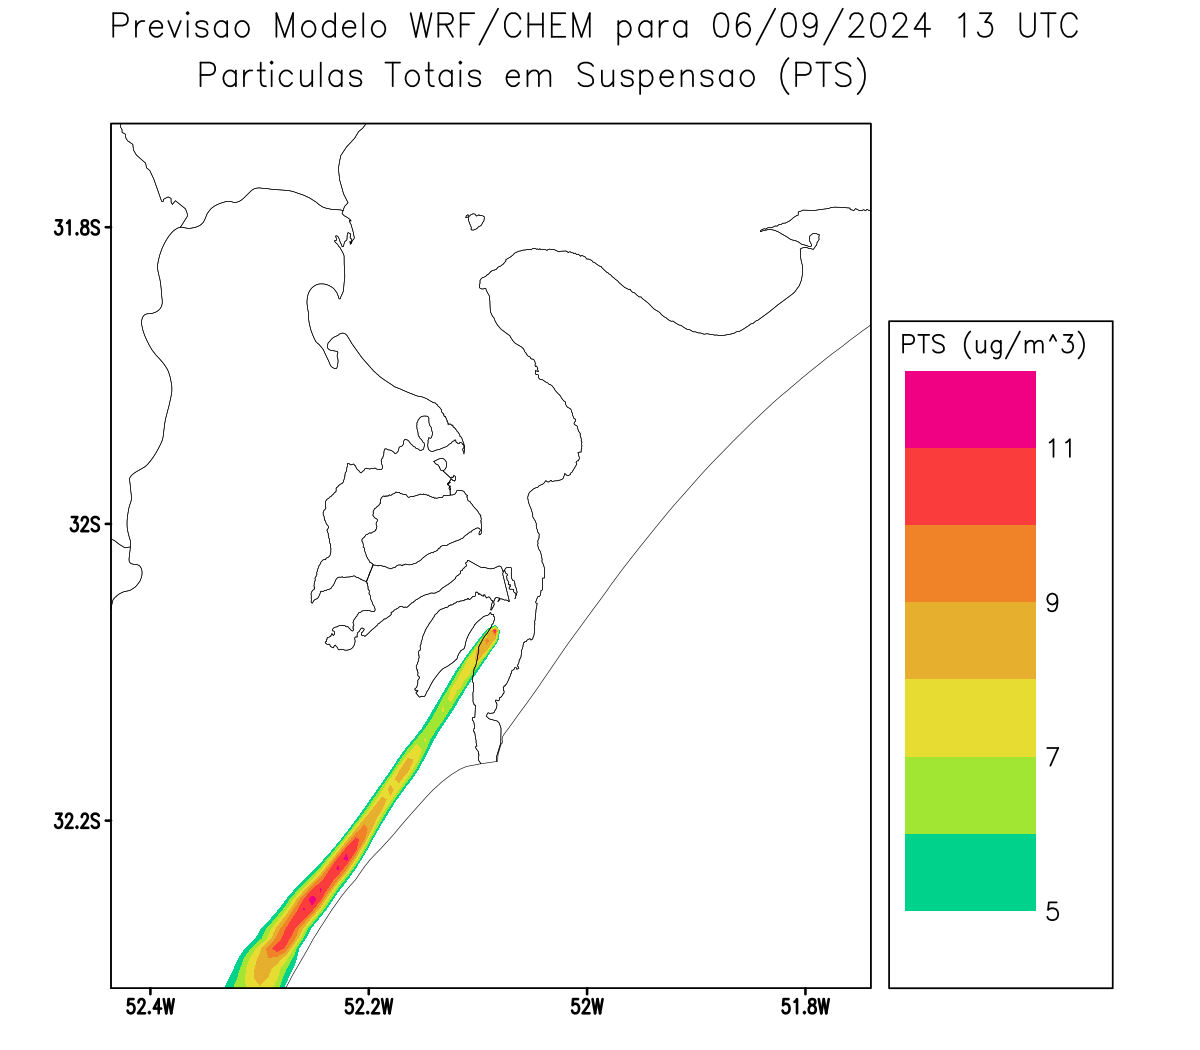 Previsao Modelo WRF/CHEM para 06/09/2024 13 UTC
Particulas Totais em Suspensao (PTS)
31.8S
32S
32.2S
52.4W
52.2W
52W
51.8W
PTS (ug/m^3)
11
9
7
5